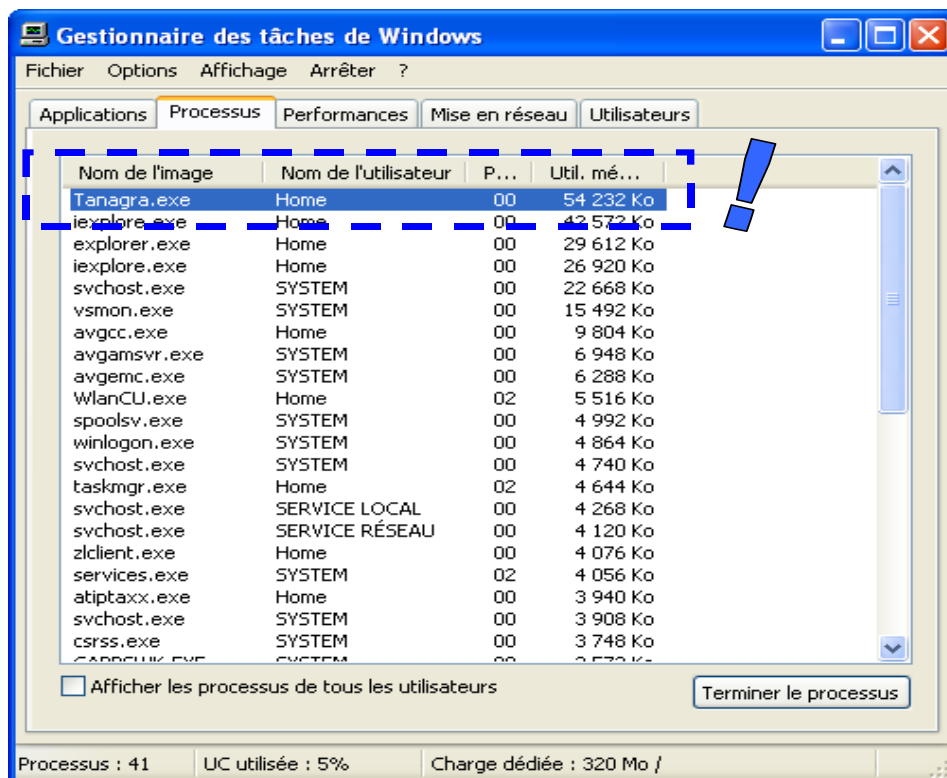 Gestionnaire des tâches de Windows
Fichier Options Affichage Arrêter ?
Applications Processus Performances Mise en réseau Utilisateurs
Nom de l'image Nom de l'utilisateur P... Util. mé...
Tanagra.exe Home 00 54 232 Ko
iexplore.exe Home 00 42 572 Ko
explorer.exe Home 00 29 612 Ko
iexplore.exe Home 00 26 920 Ko
svchost.exe SYSTEM 00 22 668 Ko
vsmon.exe SYSTEM 00 15 492 Ko
avgcc.exe Home 00 9 804 Ko
avgamsvr.exe SYSTEM 00 6 948 Ko
avgemc.exe SYSTEM 00 6 288 Ko
WlanCU.exe Home 02 5 516 Ko
spoolsv.exe SYSTEM 00 4 992 Ko
winlogon.exe SYSTEM 00 4 864 Ko
svchost.exe SYSTEM 00 4 740 Ko
taskmgr.exe Home 02 4 644 Ko
svchost.exe SERVICE LOCAL 00 4 268 Ko
svchost.exe SERVICE RÉSEAU 00 4 120 Ko
zlclient.exe Home 00 4 076 Ko
services.exe SYSTEM 02 4 056 Ko
atiptaxx.exe Home 00 3 940 Ko
svchost.exe SYSTEM 00 3 908 Ko
csrss.exe SYSTEM 00 3 748 Ko
SYSTEM 00
Afficher les processus de tous les utilisateurs
Terminer le processus
Processus : 41 UC utilisée : 5% Charge dédiée : 320 Mo /
!